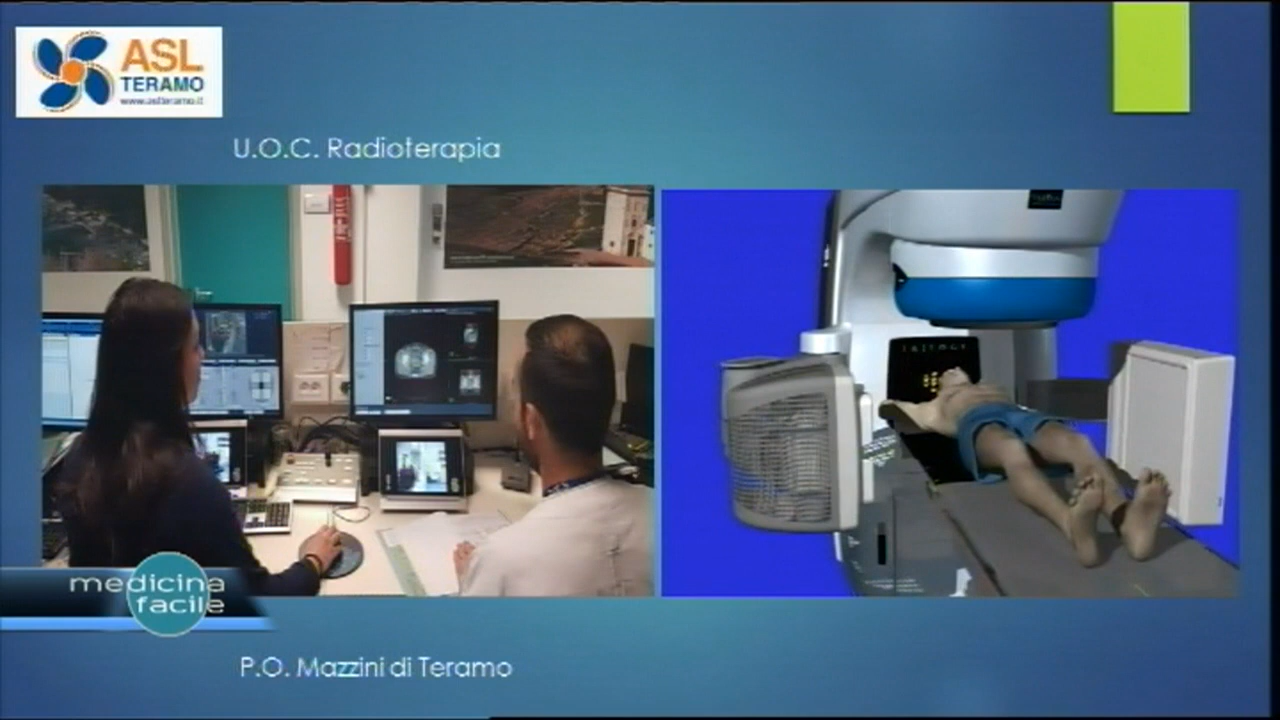 ASL
TERAMO
www.aslteramo.it
U.O.C. Radioterapia
medicina
facile
P.O. Mazzini di Teramo